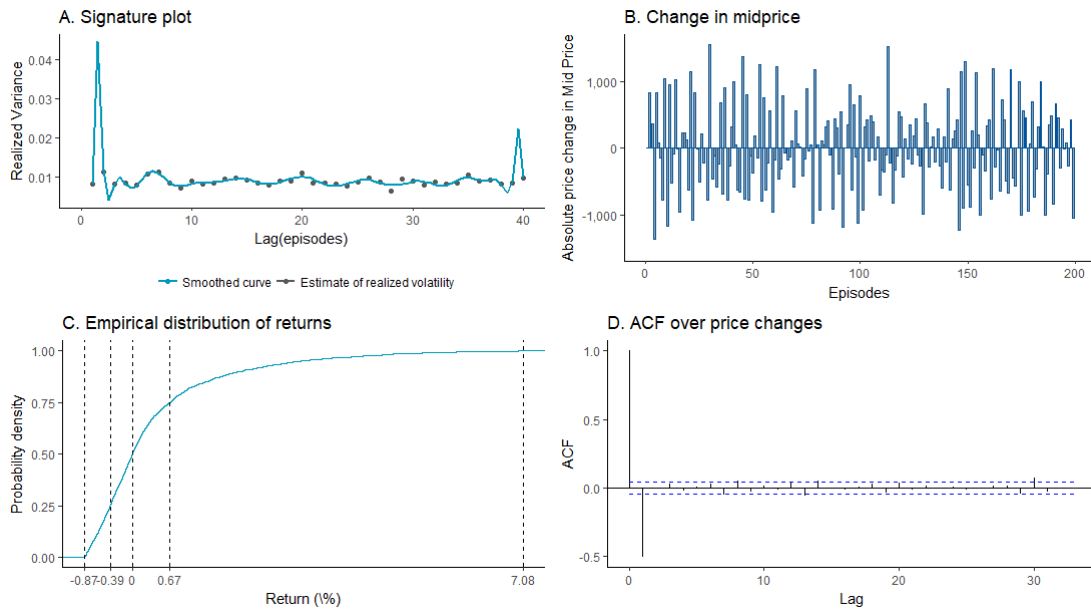 A. Signature plot
Realized Variance
0.04
0.03
0.02
0.01
0 10 20 30 40
Lag(episodes)
Smoothed curve Estimate of realized volatility
B. Change in midprice
Absolute price change in Mid Price
1,000
0
-1,000
0 50 100 150 200
Episodes
C. Empirical distribution of returns
Probability density
1.00
0.75
0.50
0.25
0.00
-0.87 -0.39 0 0.67 7.08
Return (\%)
D. ACF over price changes
ACF
1.0
0.5
0.0
-0.5
0 10 20 30
Lag